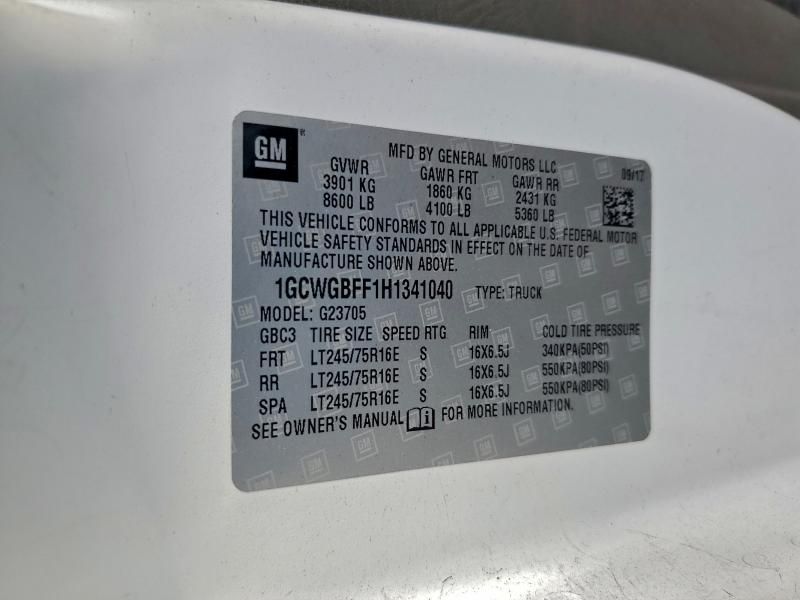 GM
MFD BY GENERAL MOTORS LLC
09/17
GVWR GAWR FRT GAWR RR
3901 KG 1860 KG 2431 KG
8600 LB 4100 LB 5360 LB
THIS VEHICLE CONFORMS TO ALL APPLICABLE U.S. FEDERAL MOTOR
VEHICLE SAFETY STANDARDS IN EFFECT ON THE DATE OF
MANUFACTURE SHOWN ABOVE.
1GCWGBFF1H1341040 TYPE: TRUCK
MODEL: G23705
GBC3 TIRE SIZE SPEED RTG RIM COLD TIRE PRESSURE
FRT LT245/75R16E S 16X6.5J 340KPA(50PSI)
RR LT245/75R16E S 16X6.5J 550KPA(80PSI)
SPA LT245/75R16E S 16X6.5J 550KPA(80PSI)
SEE OWNER'S MANUAL FOR MORE INFORMATION.